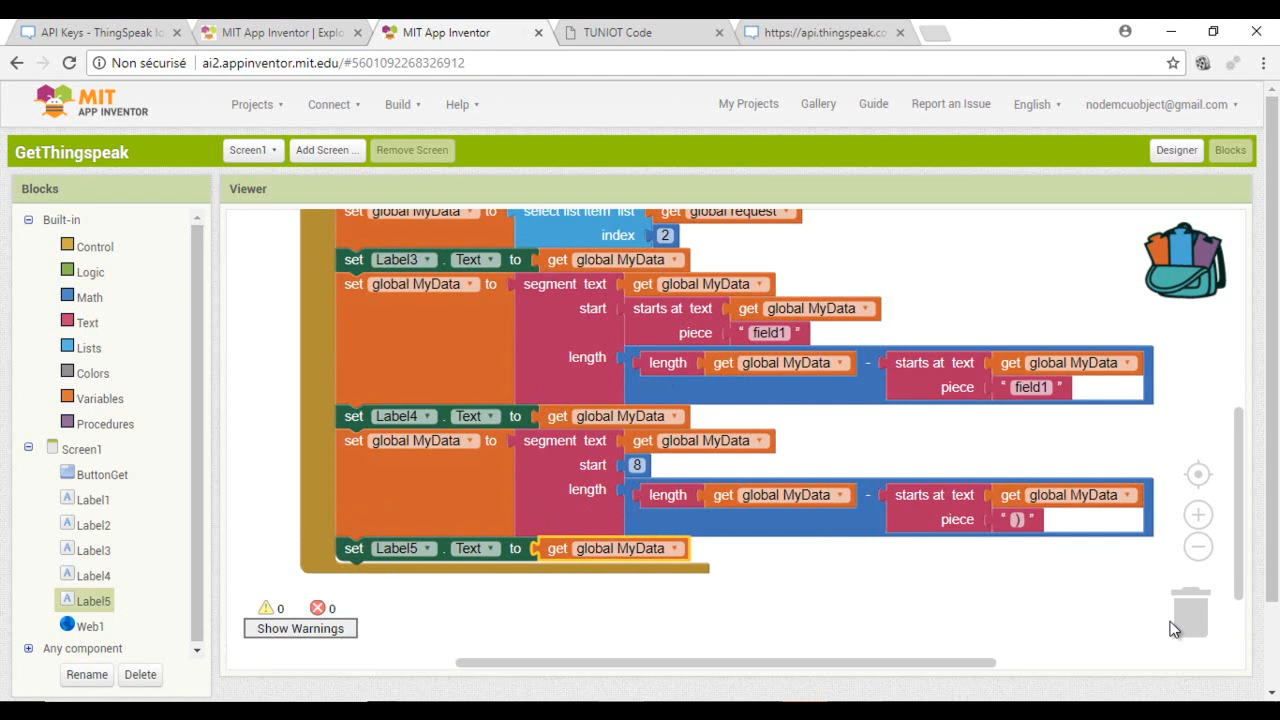 API Keys - ThingSpeak Io
MIT App Inventor | Explo
MIT App Inventor
TUNIOT Code
https://api.thingspeak.co
Non sécurisé
ai2.appinventor.mit.edu/#5601092268326912
MIT
APP INVENTOR
Projects
Connect
Build
Help
My Projects
Gallery
Guide
Report an Issue
English
nodemcuobject@gmail.com
GetThingspeak
Screen1
Add Screen ...
Remove Screen
Designer
Blocks
Blocks
Built-in
Control
Logic
Math
Text
Lists
Colors
Variables
Procedures
Screen1
ButtonGet
Label1
Label2
Label3
Label4
Label5
Web1
Any component
Rename
Delete
Viewer
set global MyData to select list item list get global request
index 2
set Label3 . Text to get global MyData
set global MyData to segment text get global MyData
start starts at text get global MyData
piece " field1 "
length length get global MyData - starts at text get global MyData
piece " field1 "
set Label4 . Text to get global MyData
set global MyData to segment text get global MyData
start 8
length length get global MyData - starts at text get global MyData
piece " ) "
set Label5 . Text to get global MyData
0
0
Show Warnings